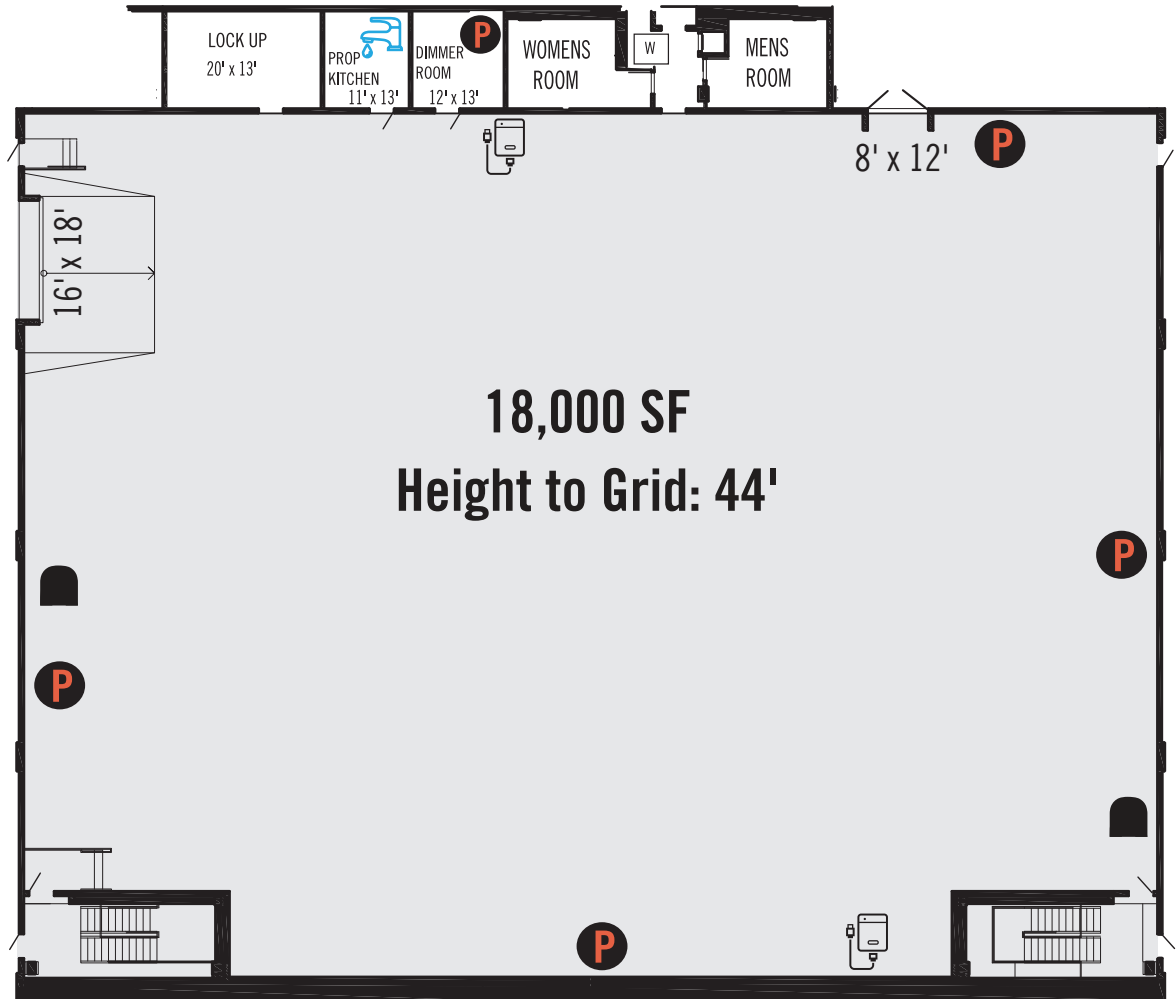 LOCK UP
20' x 13'
PROP
KITCHEN
11' x 13'
DIMMER
ROOM
12' x 13'
P
WOMENS
ROOM
W
MENS
ROOM
8' x 12'
P
16' x 18'
18,000 SF
Height to Grid: 44'
P
P
P